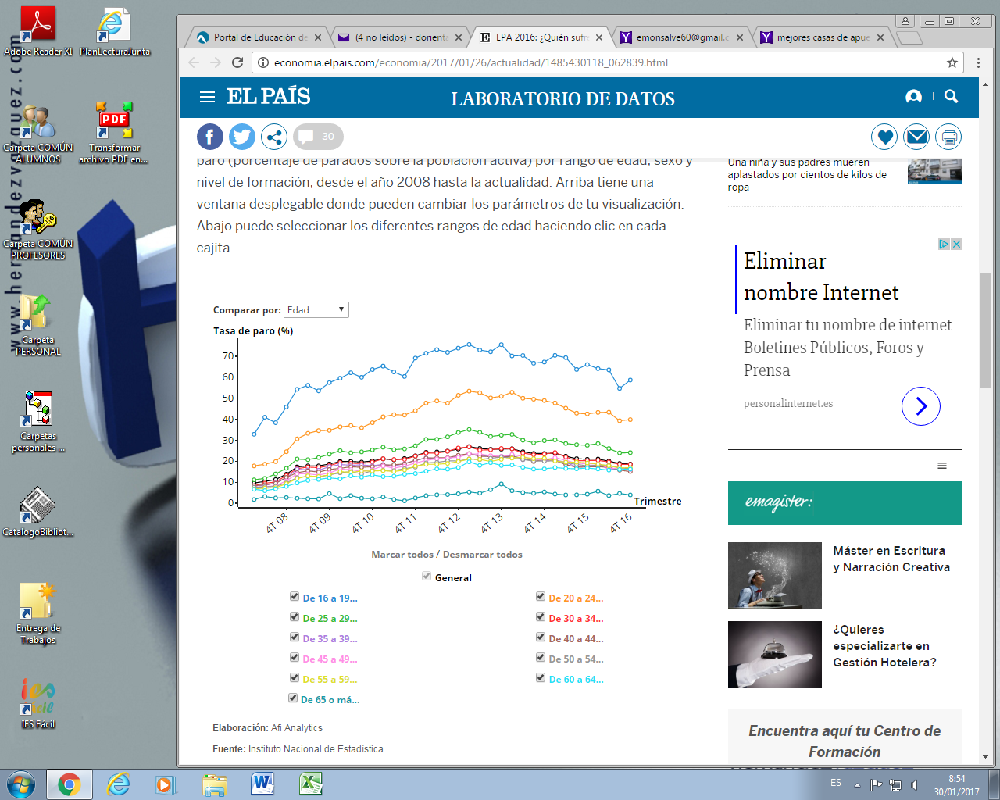 www.hernandezvazquez.com
Adobe Reader XI
PlanLecturaJunta
Carpeta COMÚN
ALUMNOS
PDF
Transformar
archivo PDF en...
Carpeta COMÚN
PROFESORES
Carpeta
PERSONAL
Carpetas
personales ...
CatalogoBibliot...
Entrega de
Trabajos
ies
fácil
IES Fácil
Portal de Educación de
(4 no leídos) - dorienta
EPA 2016: ¿Quién sufre
emonsalve60@gmail.c
mejores casas de apue
economia.elpais.com/economia/2017/01/26/actualidad/1485430118_062839.html
EL PAÍS
LABORATORIO DE DATOS
30
paro (porcentaje de parados sobre la población activa) por rango de edad, sexo y
nivel de formación, desde el año 2008 hasta la actualidad. Arriba tiene una
ventana desplegable donde pueden cambiar los parámetros de tu visualización.
Abajo puede seleccionar los diferentes rangos de edad haciendo clic en cada
cajita.
Comparar por: Edad
Tasa de paro (%)
70
60
50
40
30
20
10
0
Trimestre
4T 08
4T 09
4T 10
4T 11
4T 12
4T 13
4T 14
4T 15
4T 16
Marcar todos / Desmarcar todos
General
De 16 a 19...
De 20 a 24...
De 25 a 29...
De 30 a 34...
De 35 a 39...
De 40 a 44...
De 45 a 49...
De 50 a 54...
De 55 a 59...
De 60 a 64...
De 65 o má...
Elaboración: Afi Analytics
Fuente: Instituto Nacional de Estadística.
Una niña y sus padres mueren
aplastados por cientos de kilos de
ropa
Eliminar
nombre Internet
Eliminar tu nombre de internet
Boletines Públicos, Foros y
Prensa
personalinternet.es
emagister:
Máster en Escritura
y Narración Creativa
¿Quieres
especializarte en
Gestión Hotelera?
Encuentra aquí tu Centro de
Formación
ES
8:54
30/01/2017